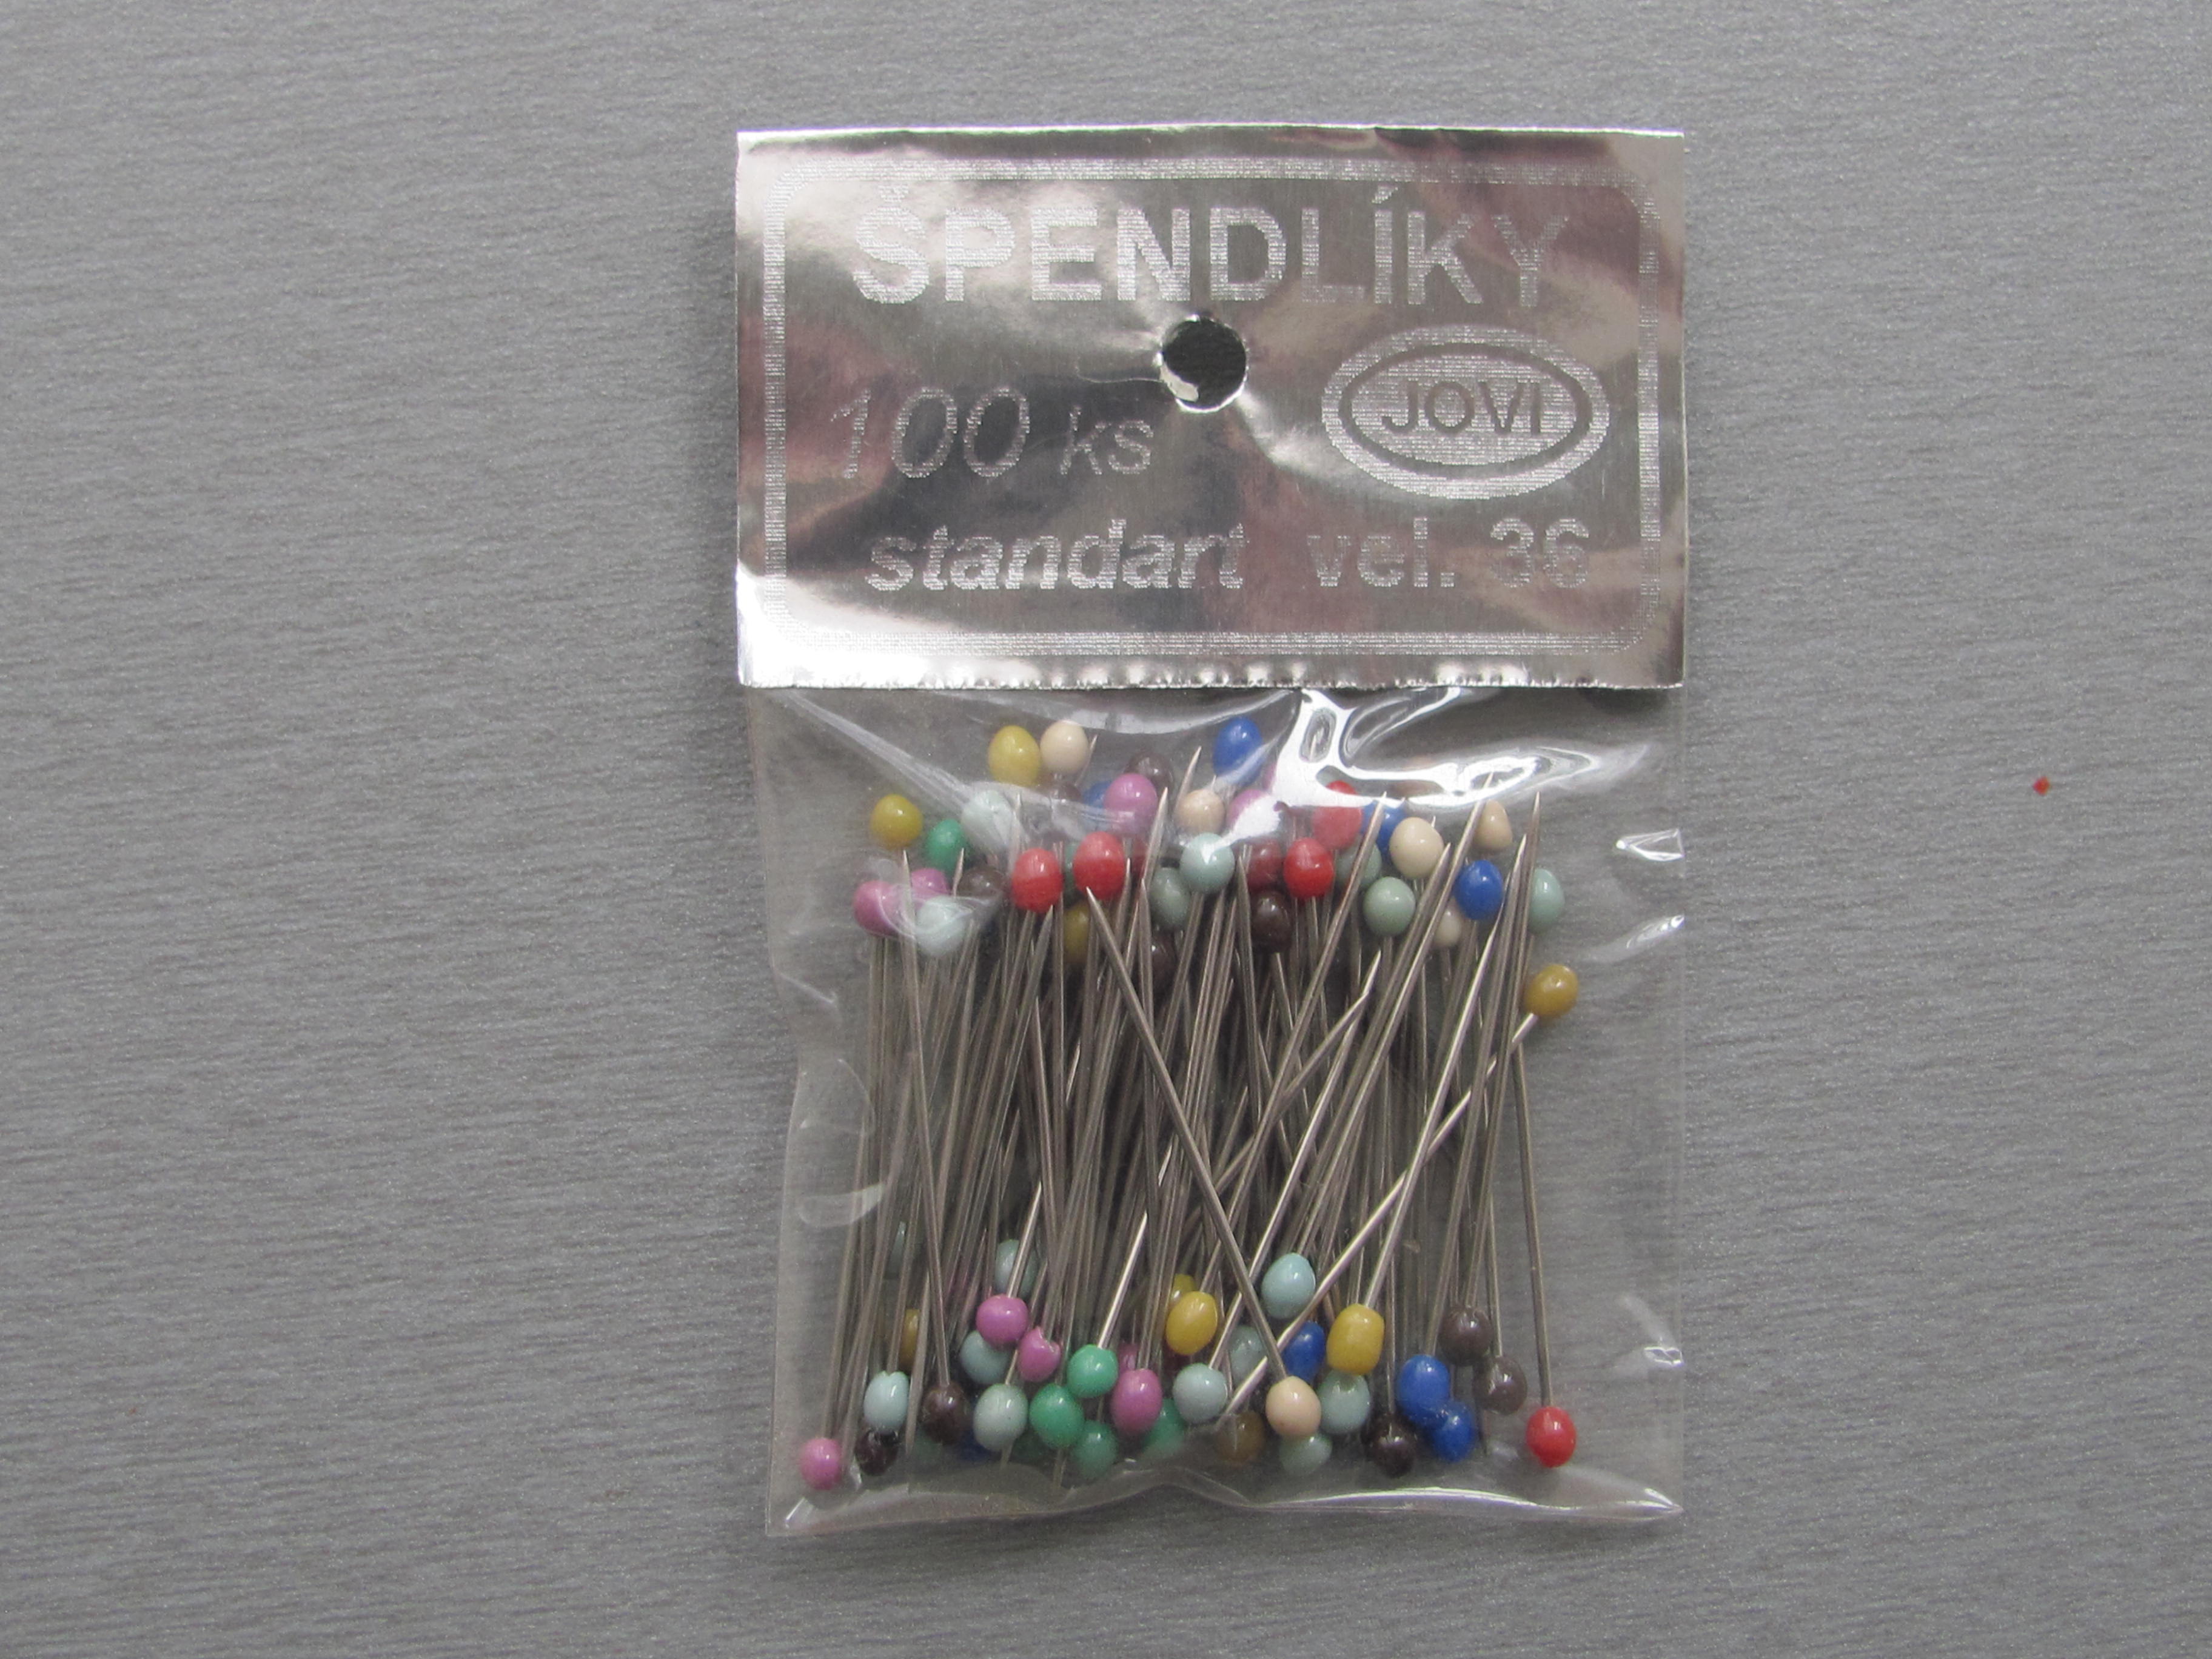 ŠPENDLÍKY
100 ks
JOVI
standart vel. 36